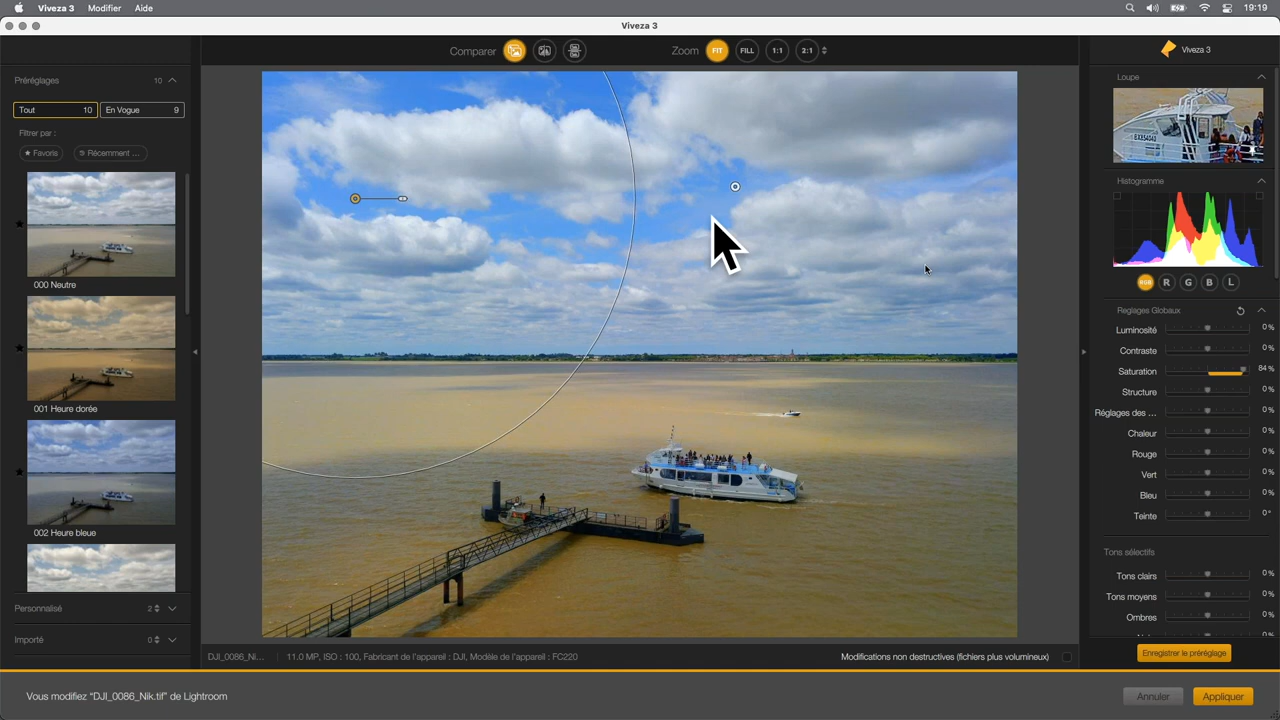 Viveza 3 Modifier Aide 19:19
Viveza 3
Comparer Zoom FIT FILL 1:1 2:1
Viveza 3
Préréglages 10
Tout 10 En Vogue 9
Filtrer par :
Favoris Récemment ...
000 Neutre
001 Heure dorée
002 Heure bleue
Personnalisé 2
Importé 0
Loupe
Histogramme
RGB R G B L
Reglages Globaux
Luminosité 0 %
Contraste 0 %
Saturation 84 %
Structure 0 %
Réglages des ... 0 %
Chaleur 0 %
Rouge 0 %
Vert 0 %
Bleu 0 %
Teinte 0°
Tons sélectifs
Tons clairs 0 %
Tons moyens 0 %
Ombres 0 %
DJI_0086_Ni... 11.0 MP, ISO : 100, Fabricant de l'appareil : DJI, Modèle de l'appareil : FC220 Modifications non destructives (fichiers plus volumineux)
Enregistrer le préréglage
Vous modifiez “DJI_0086_Nik.tif” de Lightroom Annuler Appliquer